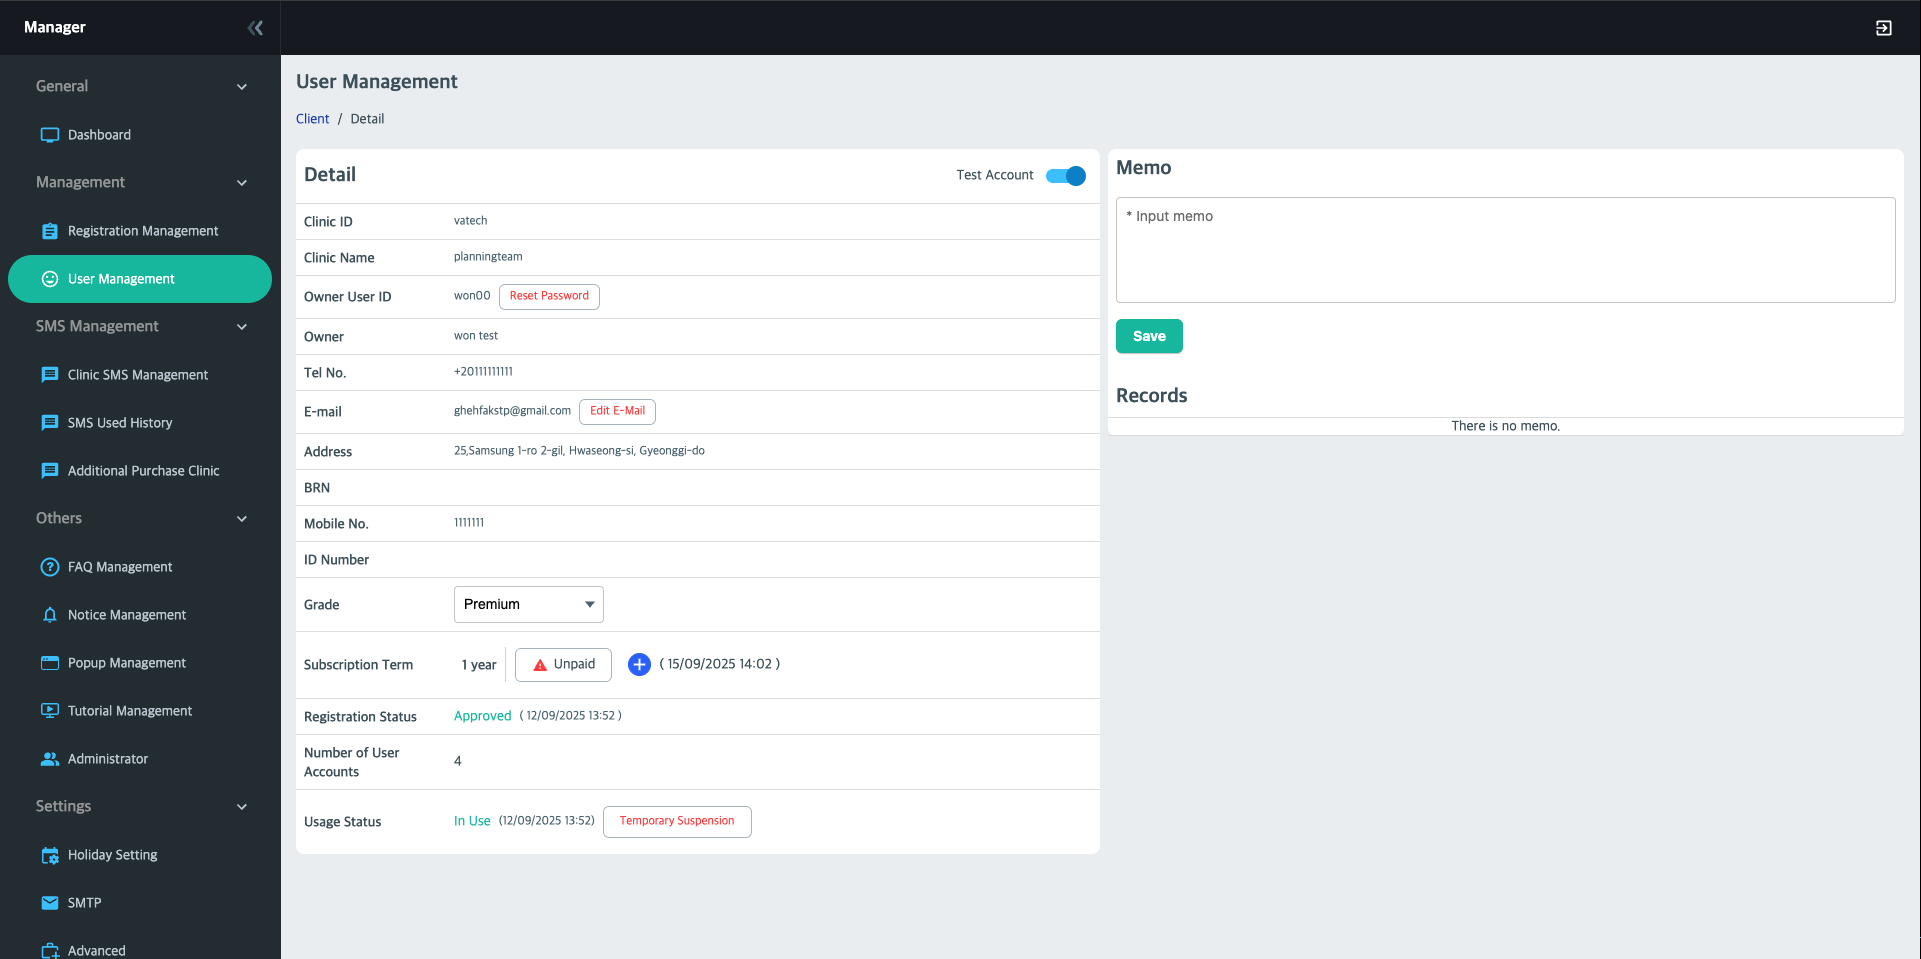 Manager
General
Dashboard
Management
Registration Management
User Management
SMS Management
Clinic SMS Management
SMS Used History
Additional Purchase Clinic
Others
FAQ Management
Notice Management
Popup Management
Tutorial Management
Administrator
Settings
Holiday Setting
SMTP
Advanced
User Management
Client / Detail
Detail
Test Account
Clinic ID vatech
Clinic Name planningteam
Owner User ID won00 Reset Password
Owner won test
Tel No. +20111111111
E-mail ghehfakstp@gmail.com Edit E-Mail
Address 25,Samsung 1-ro 2-gil, Hwaseong-si, Gyeonggi-do
BRN
Mobile No. 1111111
ID Number
Grade Premium
Subscription Term 1 year Unpaid ( 15/09/2025 14:02 )
Registration Status Approved ( 12/09/2025 13:52 )
Number of User
Accounts
4
Usage Status In Use (12/09/2025 13:52) Temporary Suspension
Memo
* Input memo
Save
Records
There is no memo.